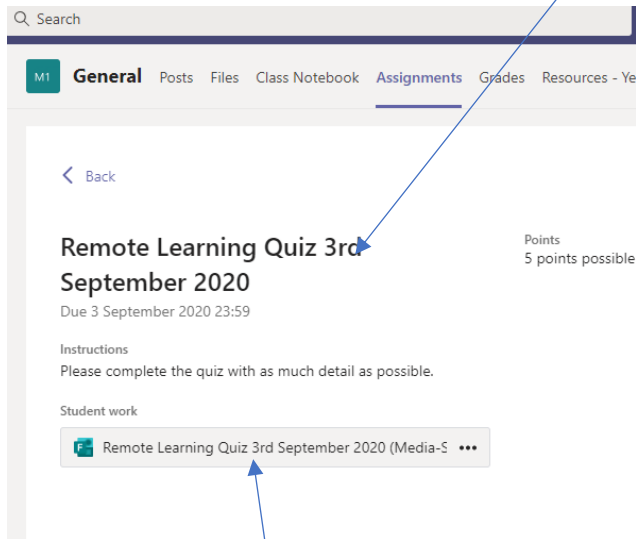 Search
M1 General Posts Files Class Notebook Assignments Grades Resources - Ye
Back
Remote Learning Quiz 3rd
September 2020
Points
5 points possible
Due 3 September 2020 23:59
Instructions
Please complete the quiz with as much detail as possible.
Student work
F Remote Learning Quiz 3rd September 2020 (Media-S •••